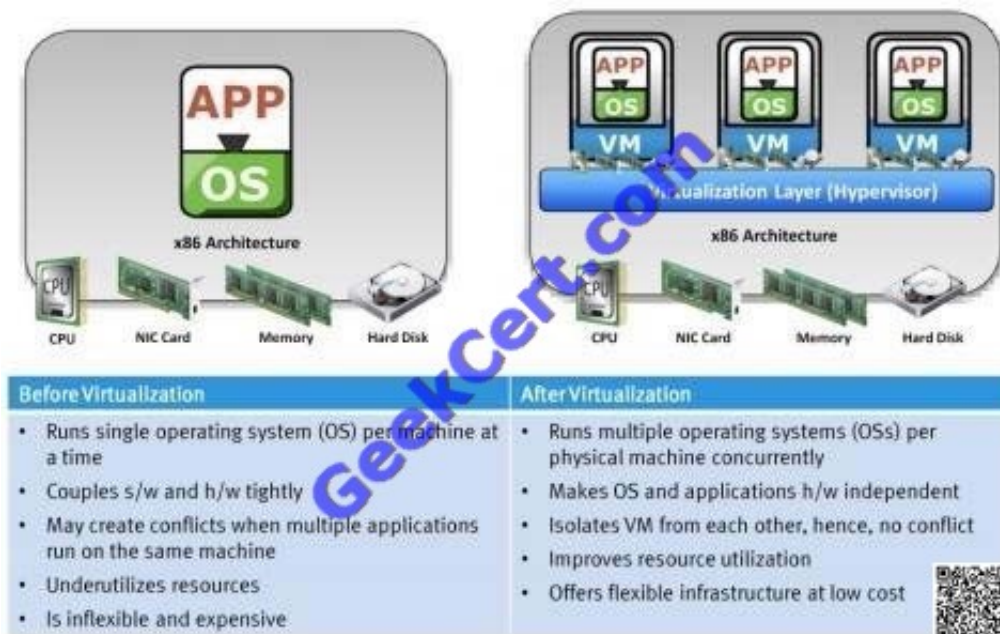 APP
OS
x86 Architecture
CPU
CPU
NIC Card
Memory
Hard Disk
APP
OS
VM
APP
OS
VM
APP
OS
VM
Virtualization Layer (Hypervisor)
x86 Architecture
CPU
CPU
NIC Card
Memory
Hard Disk
GeekCert.com
Before Virtualization
• Runs single operating system (OS) per machine at
a time
• Couples s/w and h/w tightly
• May create conflicts when multiple applications
run on the same machine
• Underutilizes resources
• Is inflexible and expensive
After Virtualization
• Runs multiple operating systems (OSs) per
physical machine concurrently
• Makes OS and applications h/w independent
• Isolates VM from each other, hence, no conflict
• Improves resource utilization
• Offers flexible infrastructure at low cost